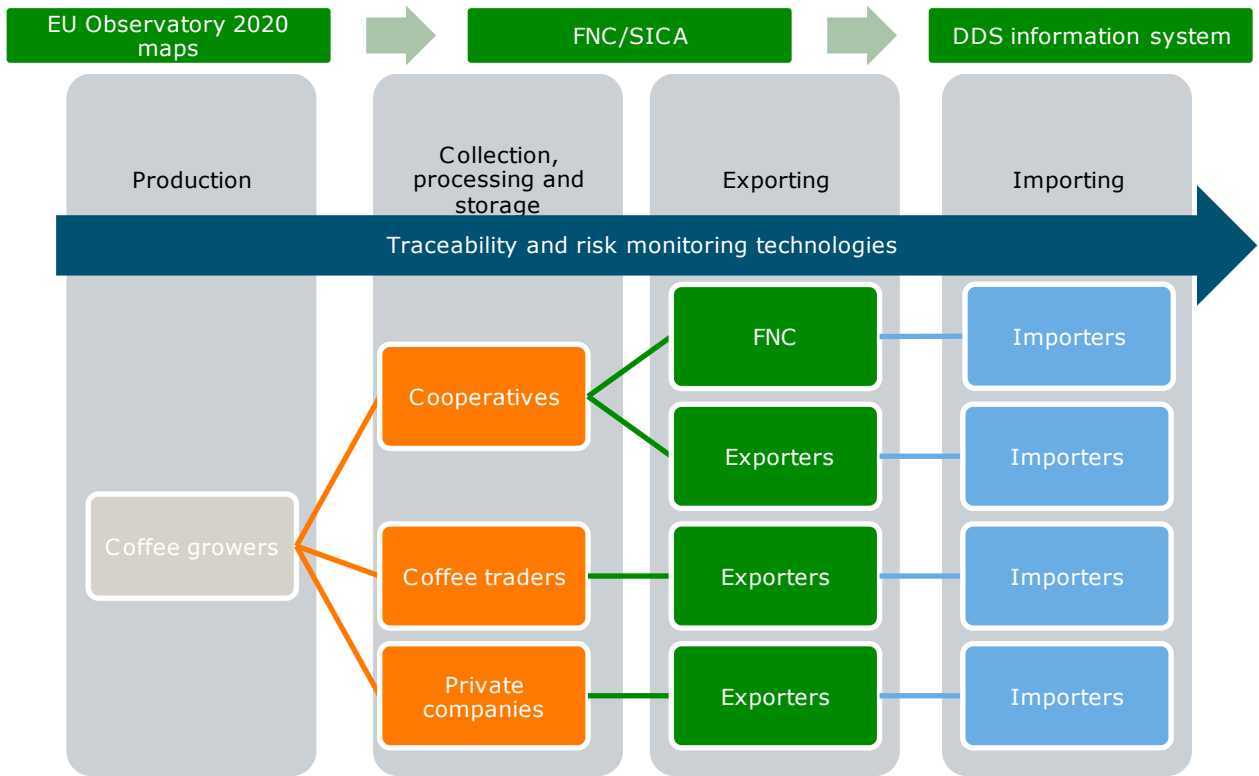 EU Observatory 2020
maps
FNC/SICA
DDS information system
Production
Collection,
processing and
storage
Exporting
Importing
Traceability and risk monitoring technologies
FNC
Importers
Cooperatives
Exporters
Importers
Coffee growers
Coffee traders
Exporters
Importers
Private
companies
Exporters
Importers